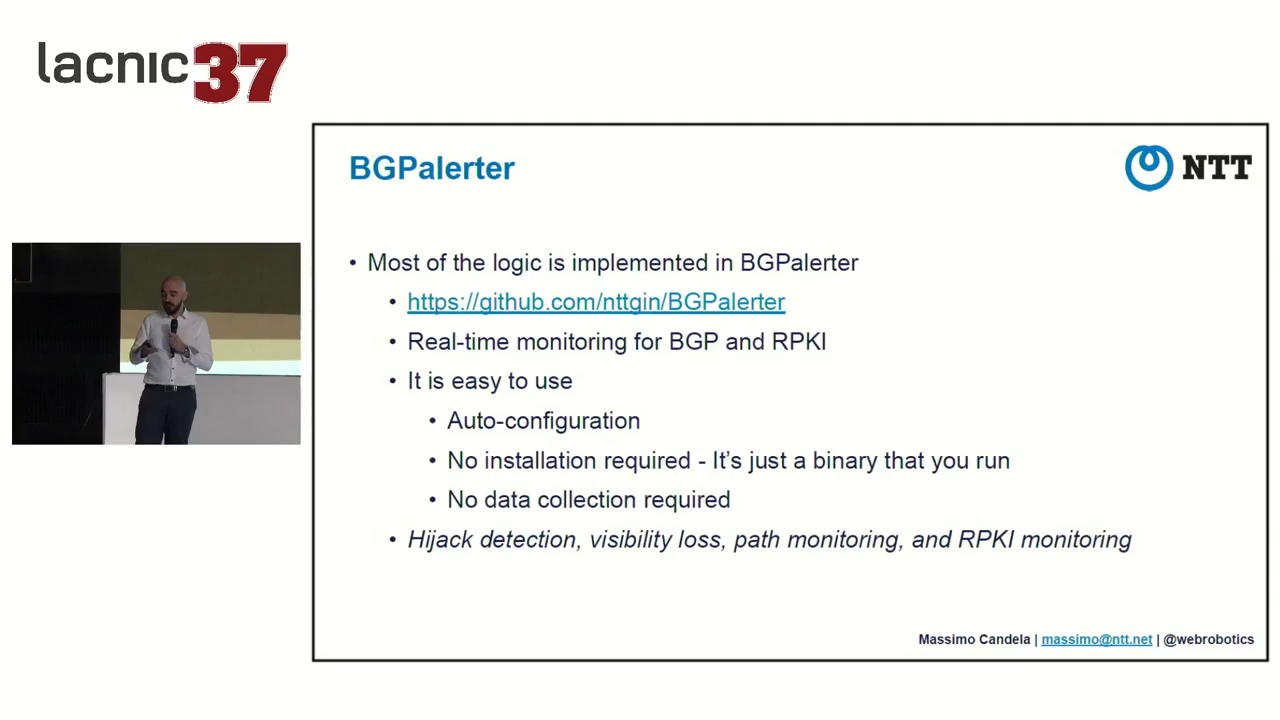 lacnic 37
BGPalerter
NTT
• Most of the logic is implemented in BGPalerter
• https://github.com/nttgin/BGPalerter
• Real-time monitoring for BGP and RPKI
• It is easy to use
• Auto-configuration
• No installation required - It's just a binary that you run
• No data collection required
• Hijack detection, visibility loss, path monitoring, and RPKI monitoring
Massimo Candela | massimo@ntt.net | @webrobotics